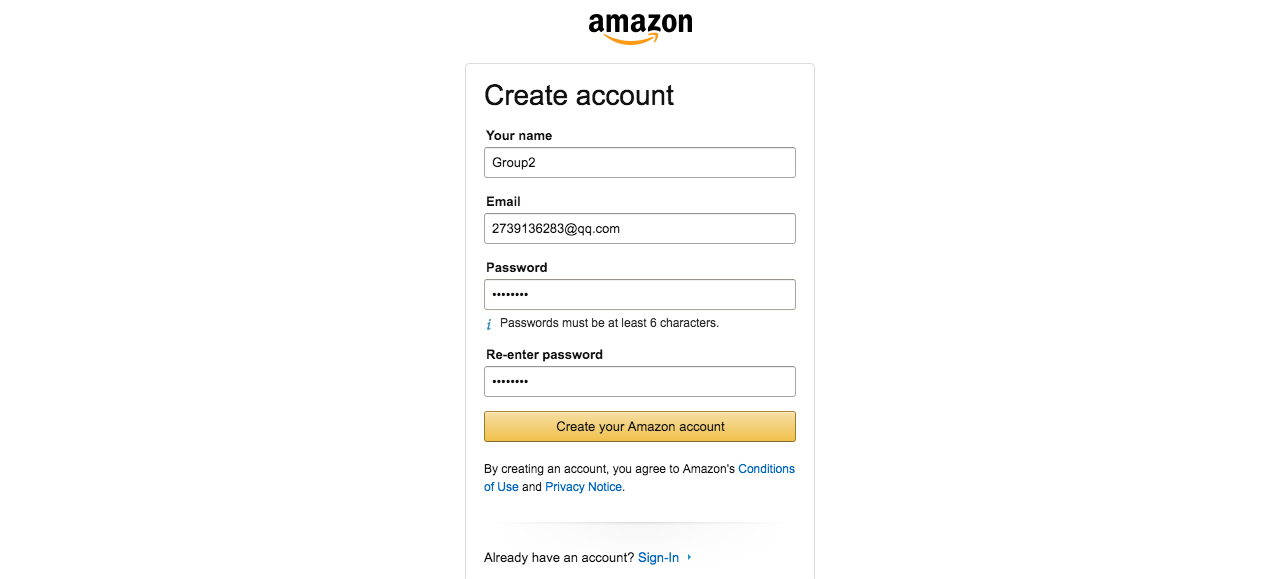 amazon
Create account
Your name
Group2
Email
2739136283@qq.com
Password
••••••••
i Passwords must be at least 6 characters.
Re-enter password
••••••••
Create your Amazon account
By creating an account, you agree to Amazon's Conditions
of Use and Privacy Notice.
Already have an account? Sign-In